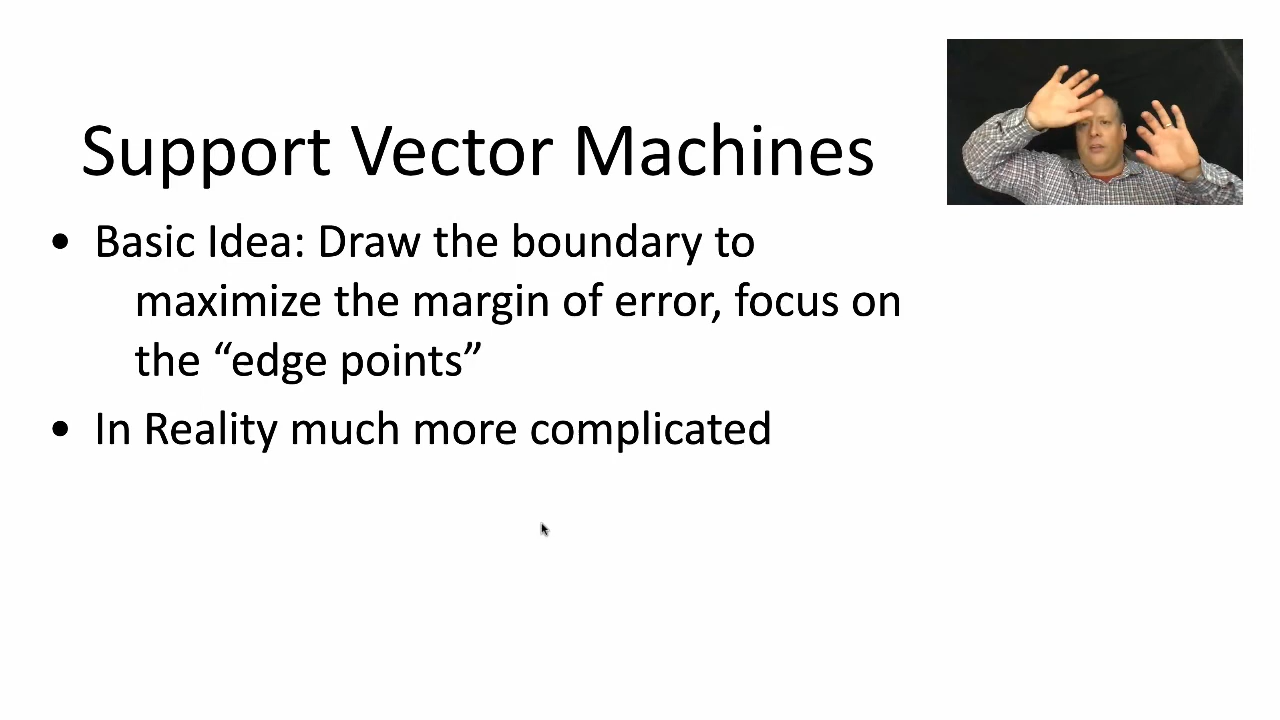 Support Vector Machines
• Basic Idea: Draw the boundary to
maximize the margin of error, focus on
the “edge points”
• In Reality much more complicated